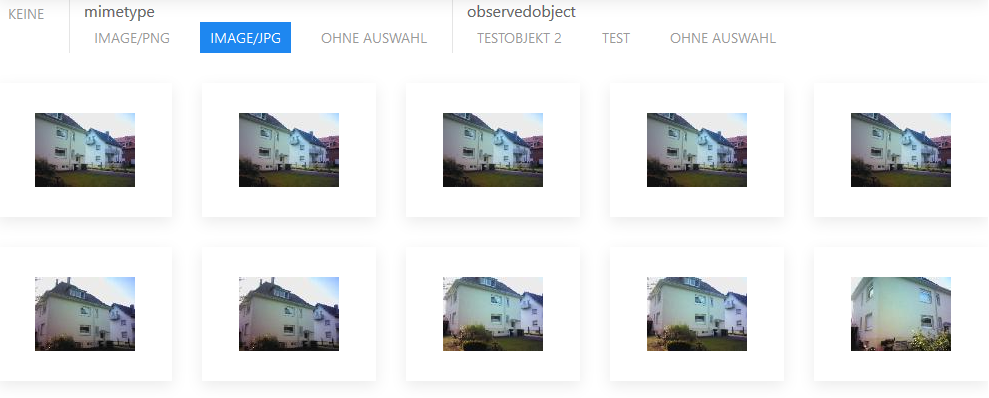 KEINE
mimetype
IMAGE/PNG IMAGE/JPG OHNE AUSWAHL
observedobject
TESTOBJEKT 2 TEST OHNE AUSWAHL